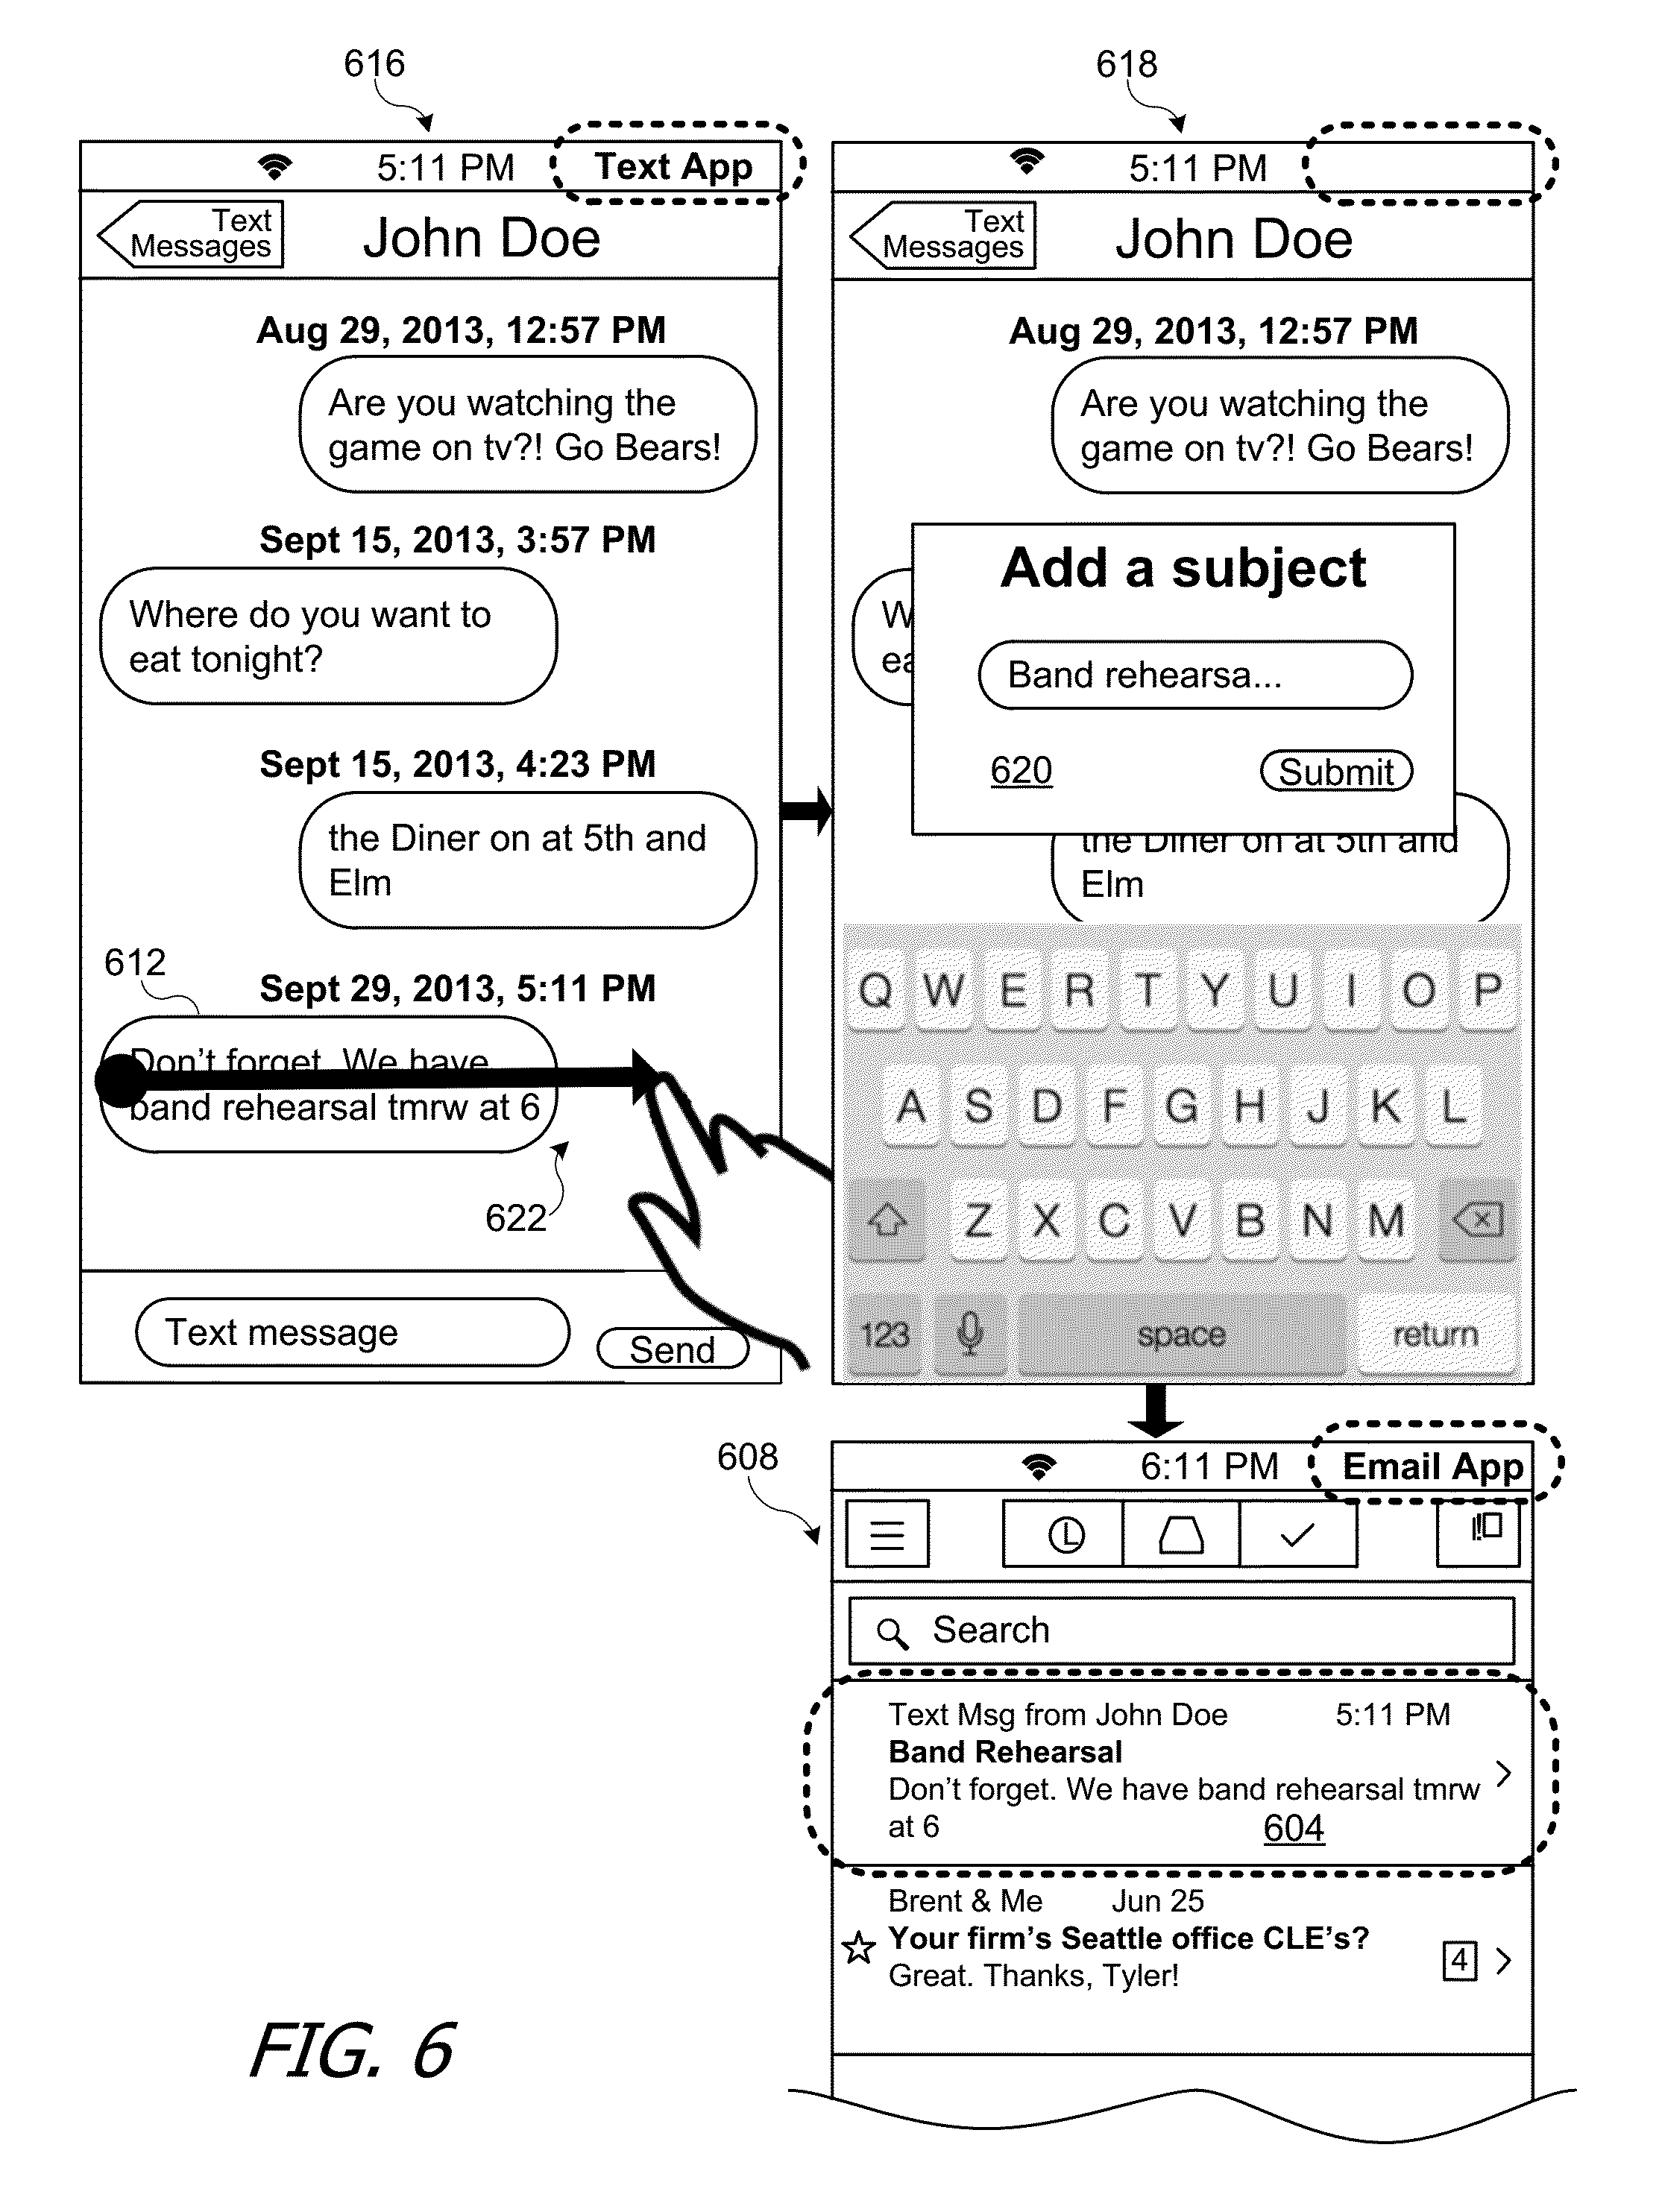 616
5:11 PM
Text App
Text
Messages
John Doe
Aug 29, 2013, 12:57 PM
Are you watching the
game on tv?! Go Bears!
Sept 15, 2013, 3:57 PM
Where do you want to
eat tonight?
Sept 15, 2013, 4:23 PM
the Diner on at 5th and
Elm
612
Sept 29, 2013, 5:11 PM
Don't forget. We have
band rehearsal tmrw at 6
622
Text message
Send
618
5:11 PM
Text
Messages
John Doe
Aug 29, 2013, 12:57 PM
Are you watching the
game on tv?! Go Bears!
W
ea
Add a subject
Band rehearsa...
620
Submit
the Diner on at 5th and
Elm
Q W E R T Y U I O P
A S D F G H J K L
Z X C V B N M
123
space
return
608
6:11 PM
Email App
Search
Text Msg from John Doe 5:11 PM
Band Rehearsal
Don't forget. We have band rehearsal tmrw
at 6
604
Brent & Me Jun 25
Your firm's Seattle office CLE's?
4
Great. Thanks, Tyler!
FIG. 6